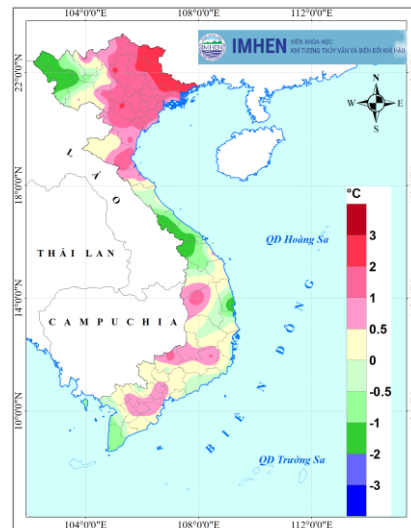 104°0'0"E 108°0'0"E 112°0'0"E
IMHEN
VIỆN KHOA HỌC
KHÍ TƯỢNG THỦY VĂN VÀ BIẾN ĐỔI KHÍ HẬU
22°0'0"N
N
W E
S
LÀO
18°0'0"N
°C
QĐ Hoàng Sa
THÁI LAN
3
2
14°0'0"N
1
CAMPUCHIA
0.5
0
-0.5
BIỂN ĐÔNG
10°0'0"N
-1
QĐ Trường Sa
-2
-3
104°0'0"E 108°0'0"E 112°0'0"E